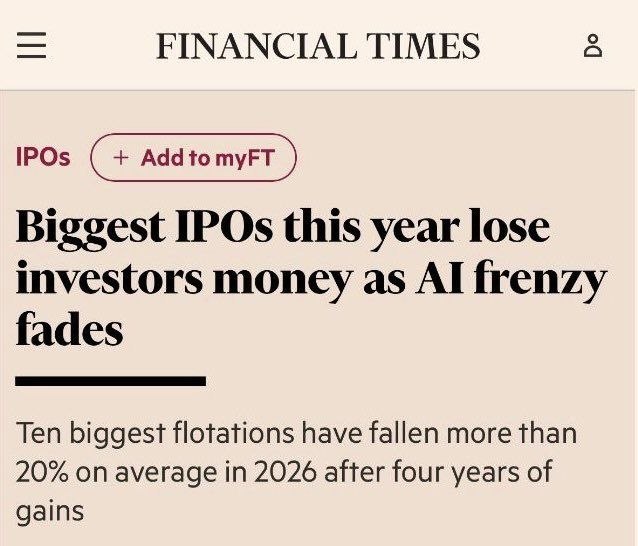 FINANCIAL TIMES
IPOs
+ Add to myFT
Biggest IPOs this year lose
investors money as AI frenzy
fades
Ten biggest flotations have fallen more than
20% on average in 2026 after four years of
gains